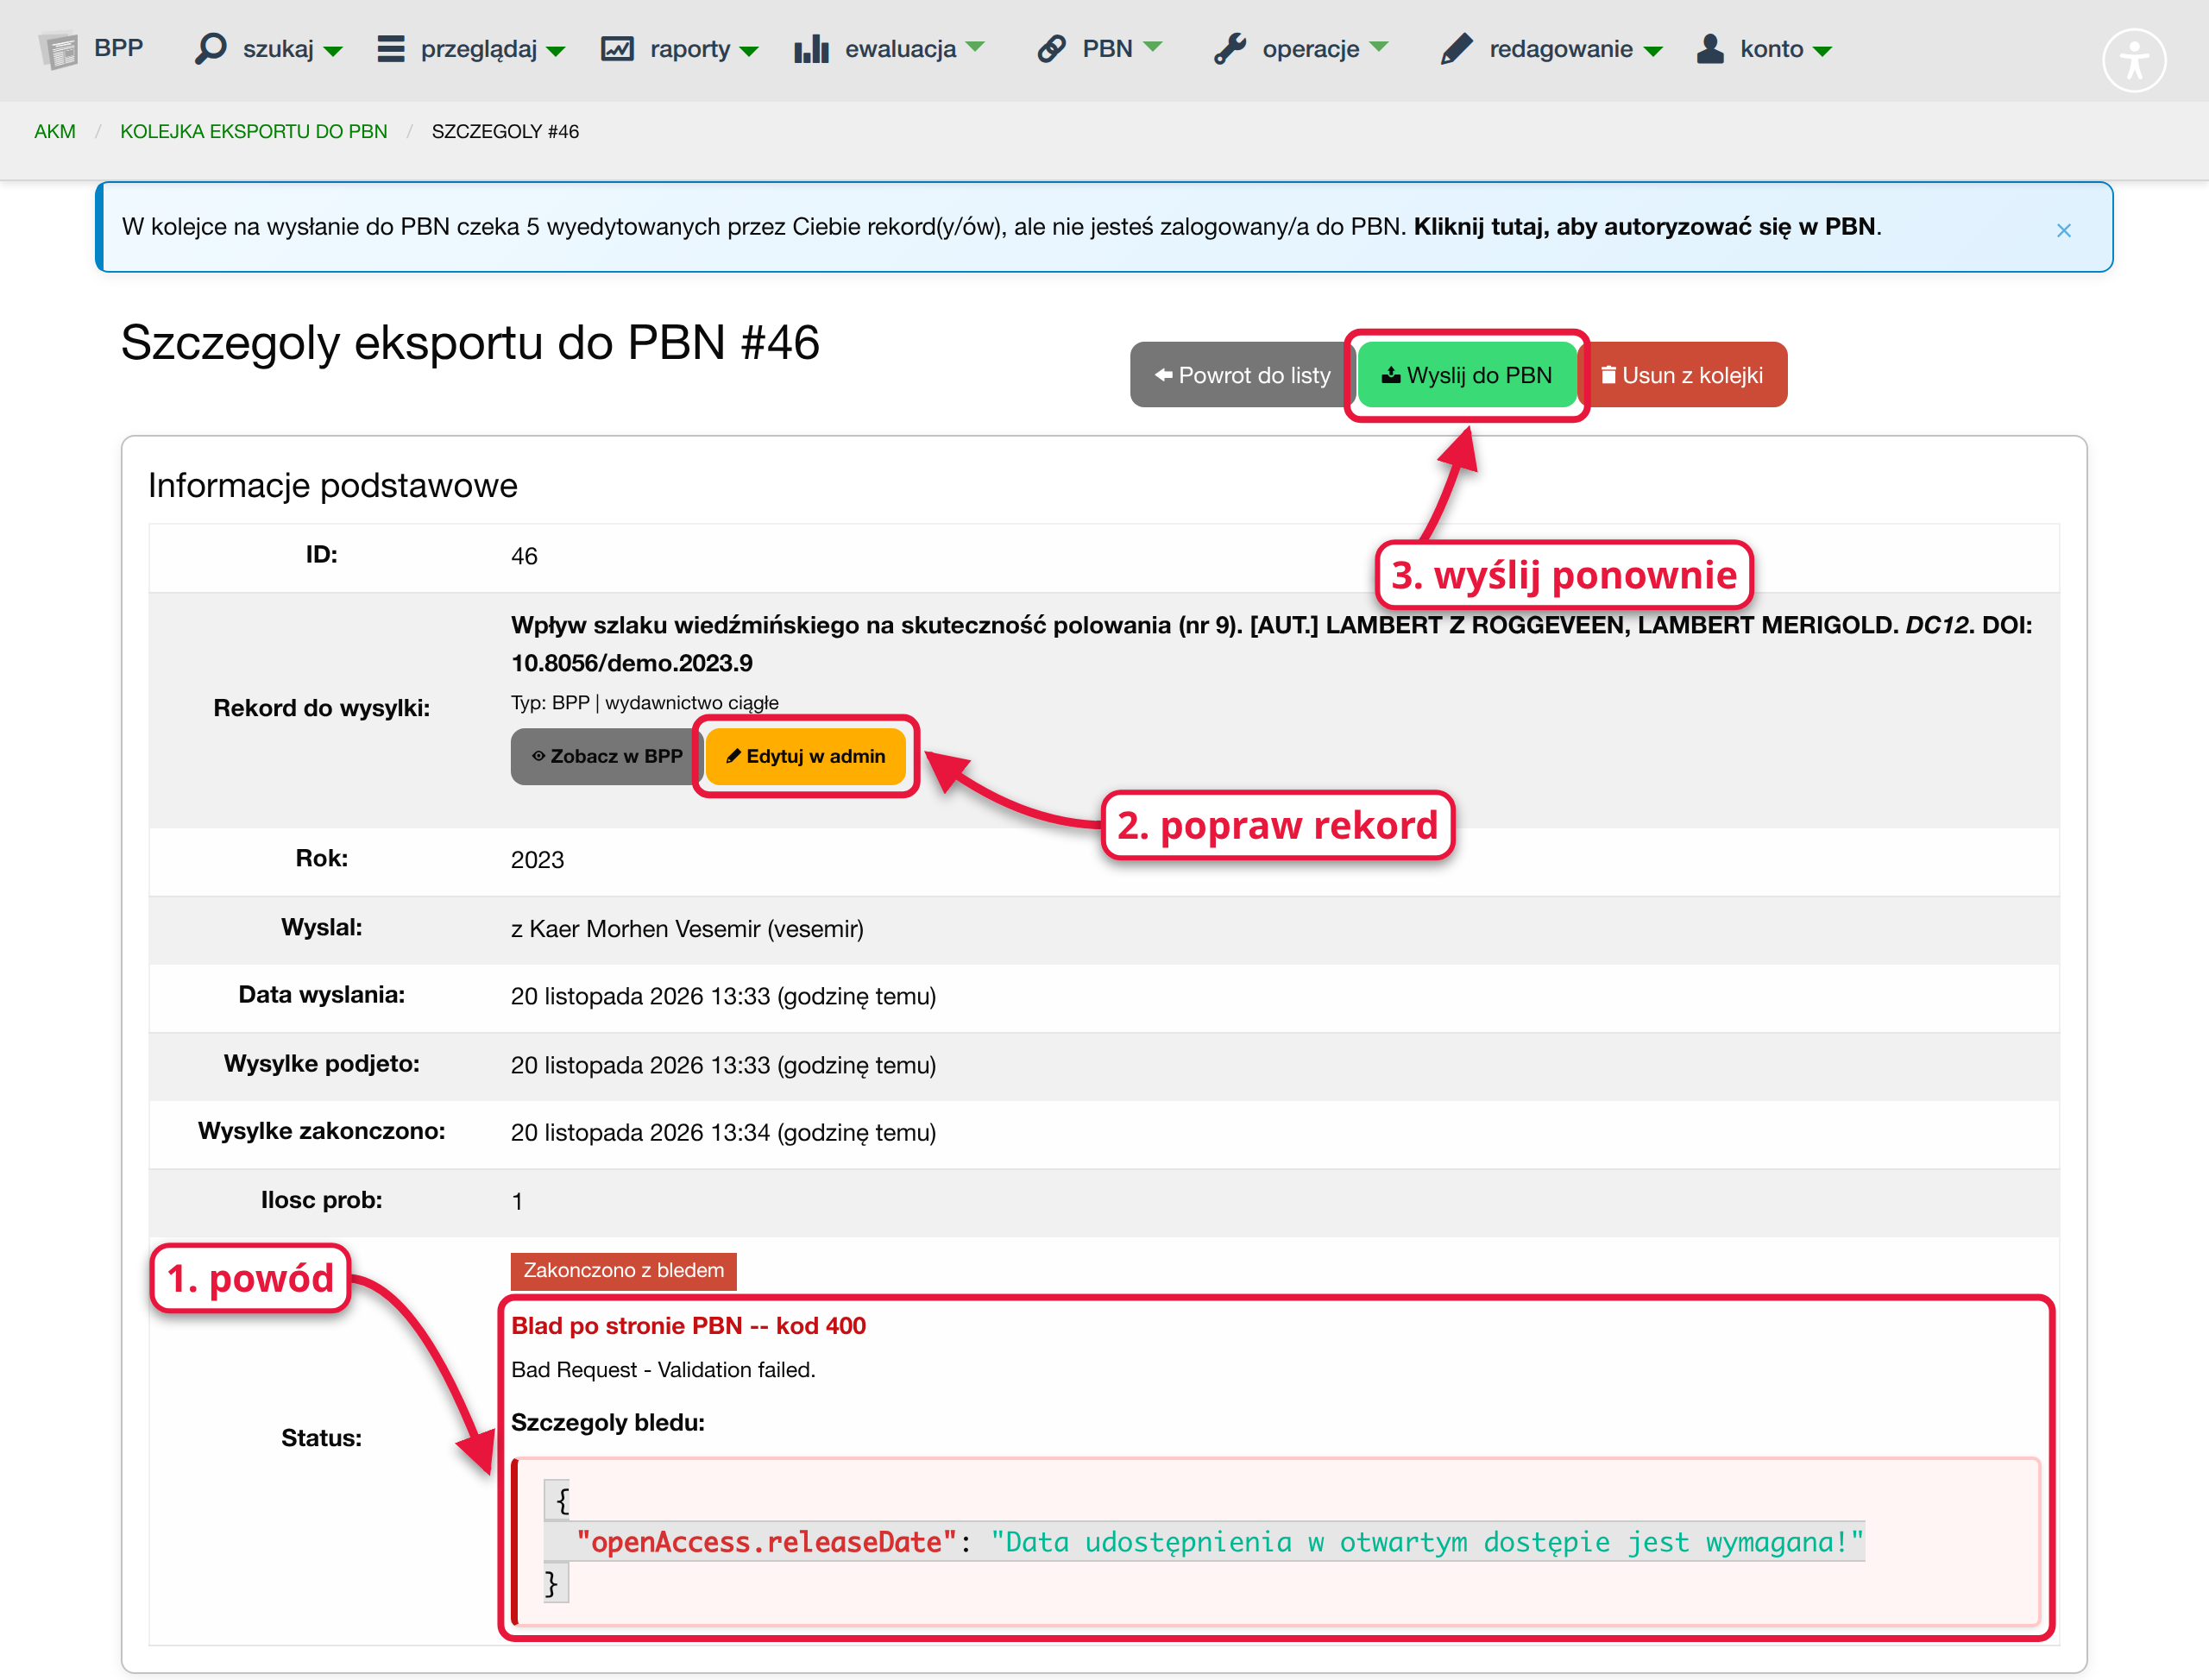 BPP szukaj przeglądaj raporty ewaluacja PBN operacje redagowanie konto
AKM / KOLEJKA EKSPORTU DO PBN / SZCZEGOLY #46
W kolejce na wysłanie do PBN czeka 5 wyedytowanych przez Ciebie rekord(y/ów), ale nie jesteś zalogowany/a do PBN. Kliknij tutaj, aby autoryzować się w PBN. ×
Szczegoly eksportu do PBN #46
Powrot do listy Wyslij do PBN Usun z kolejki
Informacje podstawowe
3. wyślij ponownie
ID: 46
Rekord do wysylki:
Wpływ szlaku wiedźmińskiego na skuteczność polowania (nr 9). [AUT.] LAMBERT Z ROGGEVEEN, LAMBERT MERIGOLD. DC12. DOI:
10.8056/demo.2023.9
Typ: BPP | wydawnictwo ciągłe
Zobacz w BPP Edytuj w admin
2. popraw rekord
Rok: 2023
Wyslal: z Kaer Morhen Vesemir (vesemir)
Data wyslania: 20 listopada 2026 13:33 (godzinę temu)
Wysylke podjeto: 20 listopada 2026 13:33 (godzinę temu)
Wysylke zakonczono: 20 listopada 2026 13:34 (godzinę temu)
Ilosc prob: 1
1. powód
Status:
Zakonczono z bledem
Blad po stronie PBN -- kod 400
Bad Request - Validation failed.
Szczegoly bledu:
{
"openAccess.releaseDate": "Data udostępnienia w otwartym dostępie jest wymagana!"
}